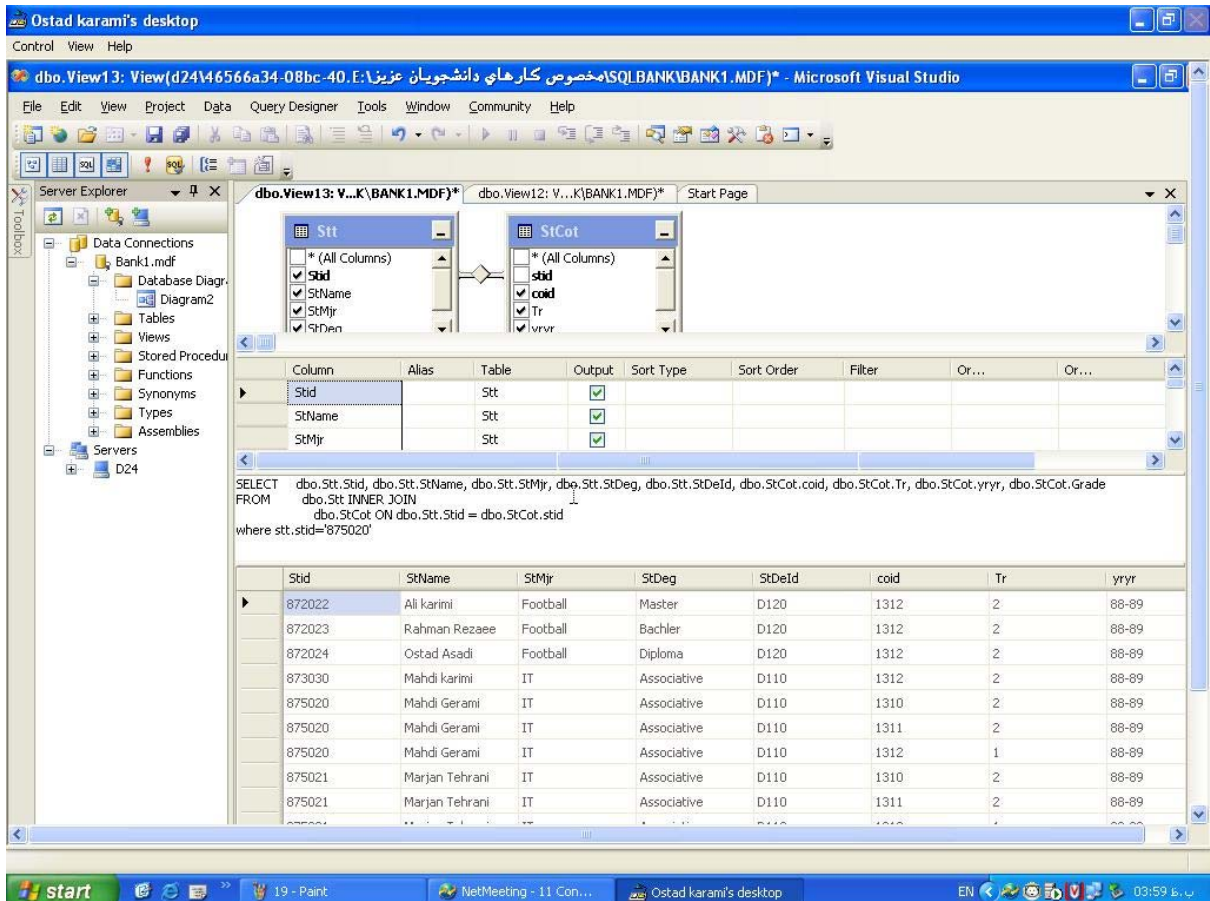 Ostad karami's desktop
Control View Help
dbo.View13: View(d24\46566a34-08bc-40.E:\مخصوص کارهاي دانشجويان عزيز\SQLBANK\BANK1.MDF)* - Microsoft Visual Studio
File Edit View Project Data Query Designer Tools Window Community Help
Toolbox
Server Explorer
Data Connections
Bank1.mdf
Database Diagr
Diagram2
Tables
Views
Stored Procedu
Functions
Synonyms
Types
Assemblies
Servers
D24
dbo.View13: V...K\BANK1.MDF)* dbo.View12: V...K\BANK1.MDF)* Start Page
Stt
* (All Columns)
Stid
StName
StMjr
StDeg
StCot
* (All Columns)
stid
coid
Tr
yryr
Column Alias Table Output Sort Type Sort Order Filter Or... Or...
Stid Stt
StName Stt
StMjr Stt
SELECT dbo.Stt.Stid, dbo.Stt.StName, dbo.Stt.StMjr, dbo.Stt.StDeg, dbo.Stt.StDeId, dbo.StCot.coid, dbo.StCot.Tr, dbo.StCot.yryr, dbo.StCot.Grade
FROM dbo.Stt INNER JOIN
dbo.StCot ON dbo.Stt.Stid = dbo.StCot.stid
where stt.stid='875020'
Stid StName StMjr StDeg StDeId coid Tr yryr
872022 Ali karimi Football Master D120 1312 2 88-89
872023 Rahman Rezaee Football Bachler D120 1312 2 88-89
872024 Ostad Asadi Football Diploma D120 1312 2 88-89
873030 Mahdi karimi IT Associative D110 1312 2 88-89
875020 Mahdi Gerami IT Associative D110 1310 2 88-89
875020 Mahdi Gerami IT Associative D110 1311 2 88-89
875020 Mahdi Gerami IT Associative D110 1312 1 88-89
875021 Marjan Tehrani IT Associative D110 1310 2 88-89
875021 Marjan Tehrani IT Associative D110 1311 2 88-89
start 19 - Paint NetMeeting - 11 Con... Ostad karami's desktop EN 03:59 ب.ظ